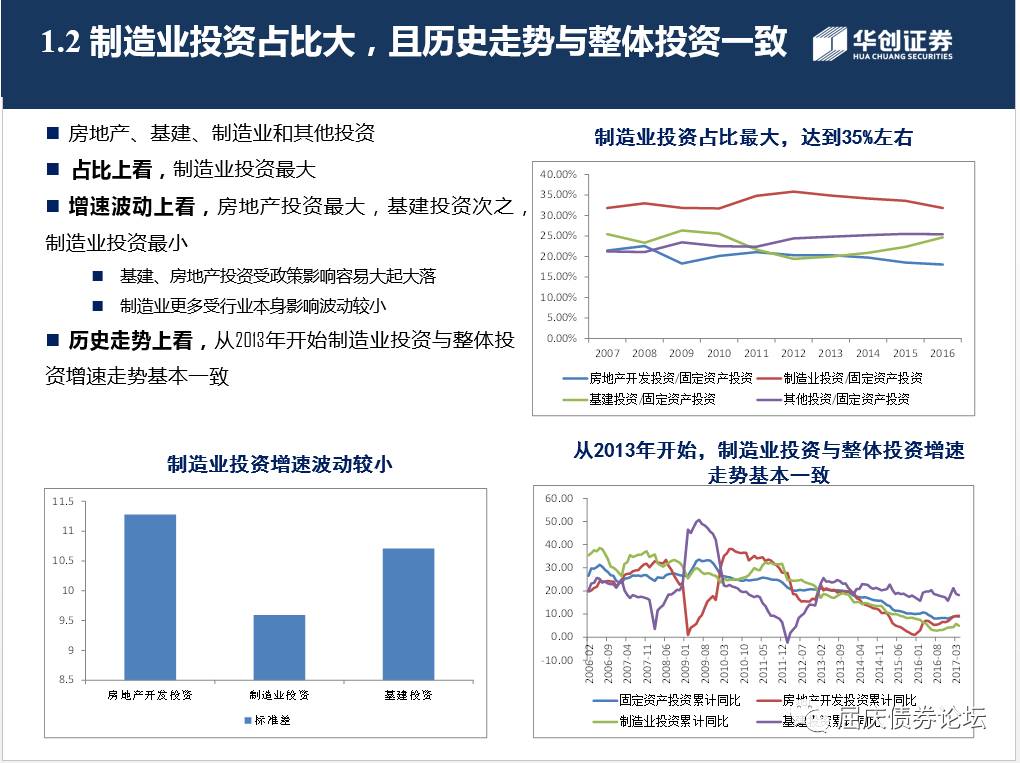 1.2 制造业投资占比大，且历史走势与整体投资一致
华创证券
HUA CHUANG SECURITIES
房地产、基建、制造业和其他投资
占比上看，制造业投资最大
增速波动上看，房地产投资最大，基建投资次之，
制造业投资最小
基建、房地产投资受政策影响容易大起大落
制造业更多受行业本身影响波动较小
历史走势上看，从2013年开始制造业投资与整体投
资增速走势基本一致
制造业投资占比最大，达到35%左右
40.00%
35.00%
30.00%
25.00%
20.00%
15.00%
10.00%
5.00%
0.00%
2007 2008 2009 2010 2011 2012 2013 2014 2015 2016
房地产开发投资/固定资产投资 制造业投资/固定资产投资
基建投资/固定资产投资 其他投资/固定资产投资
制造业投资增速波动较小
11.5
11
10.5
10
9.5
9
8.5
房地产开发投资 制造业投资 基建投资
标准差
从2013年开始，制造业投资与整体投资增速
走势基本一致
60.00
50.00
40.00
30.00
20.00
10.00
0.00
-10.00
2006-02 2006-09 2007-04 2007-11 2008-06 2009-01 2009-08 2010-03 2010-10 2011-05 2011-12 2012-07 2013-02 2013-09 2014-04 2014-11 2015-06 2016-01 2016-08 2017-03
固定资产投资累计同比 房地产开发投资累计同比
制造业投资累计同比 基建 累计同比
屈庆债券论坛